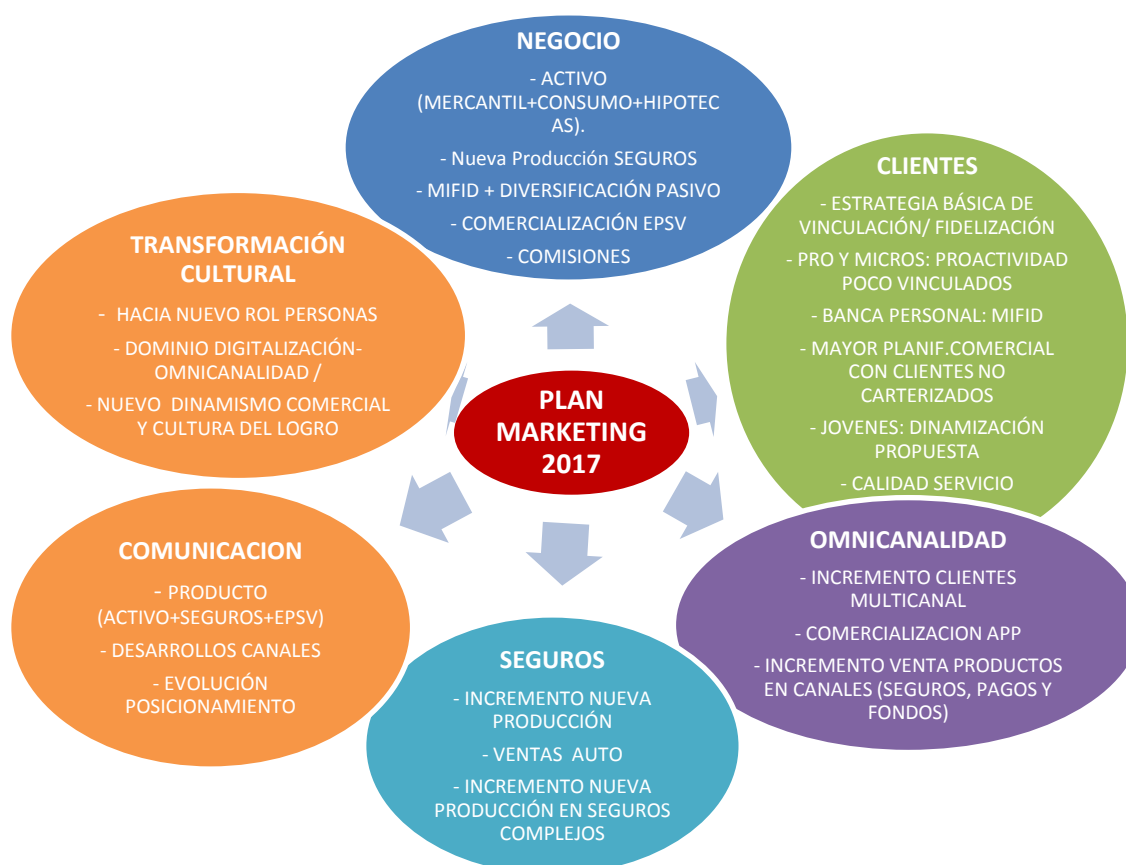 NEGOCIO
- ACTIVO
(MERCANTIL+CONSUMO+HIPOTEC
AS).
- Nueva Producción SEGUROS
- MIFID + DIVERSIFICACIÓN PASIVO
- COMERCIALIZACIÓN EPSV
- COMISIONES
CLIENTES
- ESTRATEGIA BÁSICA DE
VINCULACIÓN/ FIDELIZACIÓN
- PRO Y MICROS: PROACTIVIDAD
POCO VINCULADOS
- BANCA PERSONAL: MIFID
- MAYOR PLANIF.COMERCIAL
CON CLIENTES NO
CARTERIZADOS
- JOVENES: DINAMIZACIÓN
PROPUESTA
- CALIDAD SERVICIO
OMNICANALIDAD
- INCREMENTO CLIENTES
MULTICANAL
- COMERCIALIZACION APP
- INCREMENTO VENTA PRODUCTOS
EN CANALES (SEGUROS, PAGOS Y
FONDOS)
SEGUROS
- INCREMENTO NUEVA
PRODUCCIÓN
- VENTAS AUTO
- INCREMENTO NUEVA
PRODUCCIÓN EN SEGUROS
COMPLEJOS
COMUNICACION
- PRODUCTO
(ACTIVO+SEGUROS+EPSV)
- DESARROLLOS CANALES
- EVOLUCIÓN
POSICIONAMIENTO
TRANSFORMACIÓN
CULTURAL
- HACIA NUEVO ROL PERSONAS
- DOMINIO DIGITALIZACIÓN-
OMNICANALIDAD /
- NUEVO DINAMISMO COMERCIAL
Y CULTURA DEL LOGRO
PLAN
MARKETING
2017